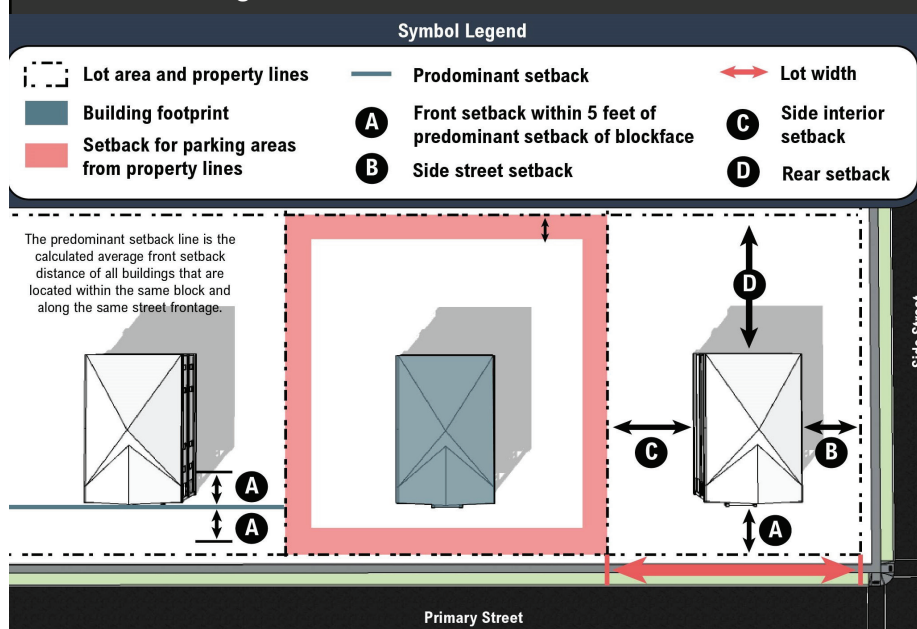 Symbol Legend
Lot area and property lines
Building footprint
Setback for parking areas
from property lines
Predominant setback
A
Front setback within 5 feet of
predominant setback of blockface
B
Side street setback
Lot width
C
Side interior
setback
D
Rear setback
The predominant setback line is the
calculated average front setback
distance of all buildings that are
located within the same block and
along the same street frontage.
D
C
B
A
A
A
Side Street
Primary Street